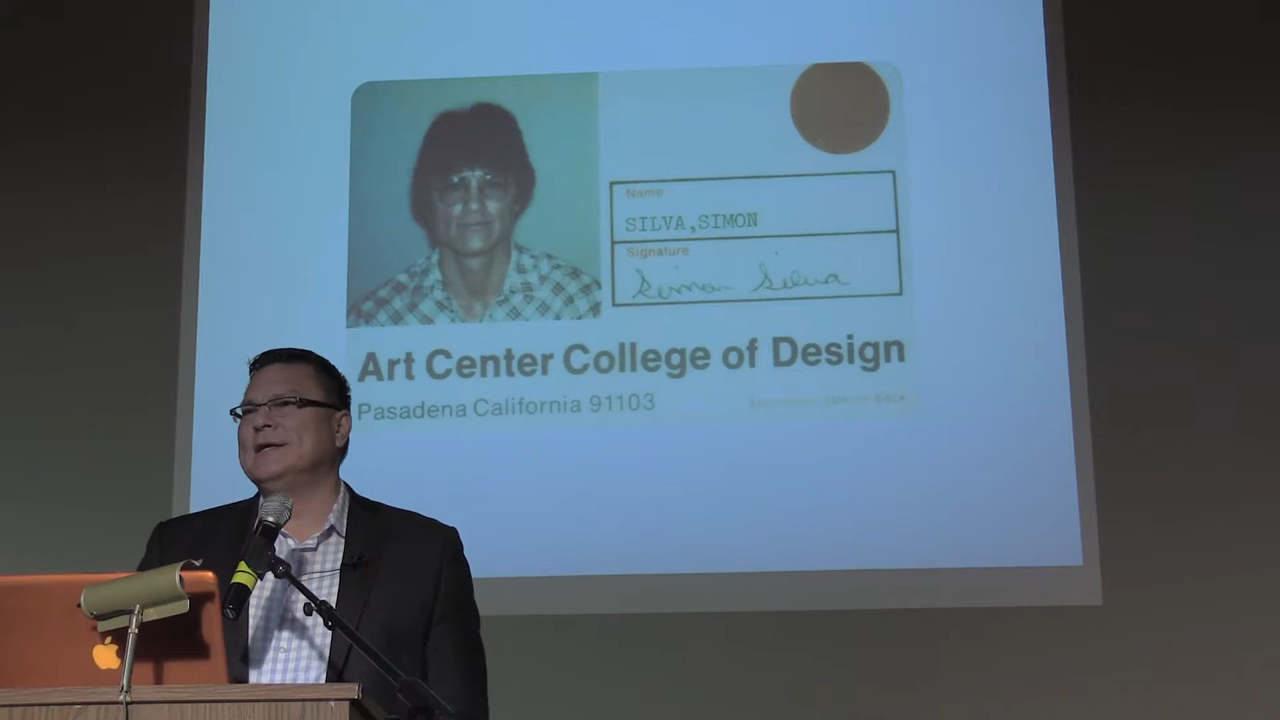 Name
SILVA,SIMON
Signature
Simon Silva
Art Center College of Design
Pasadena California 91103